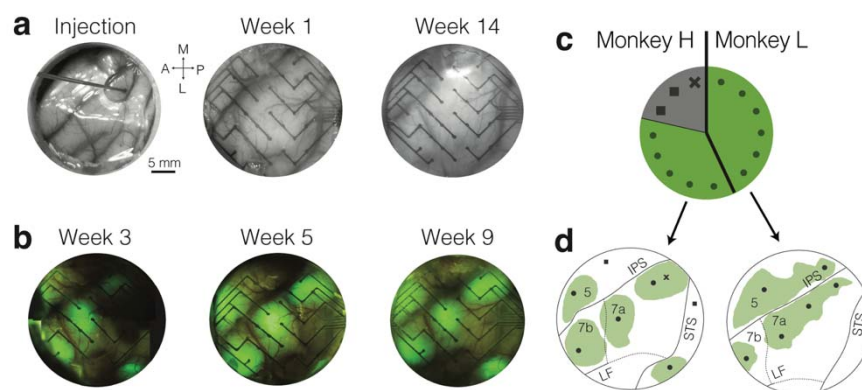 a
Injection
Week 1
Week 14
M
A P
L
5 mm
b
Week 3
Week 5
Week 9
c
Monkey H
Monkey L
d
IPS
5
7a
7b
STS
LF
IPS
5
7a
7b
STS
LF